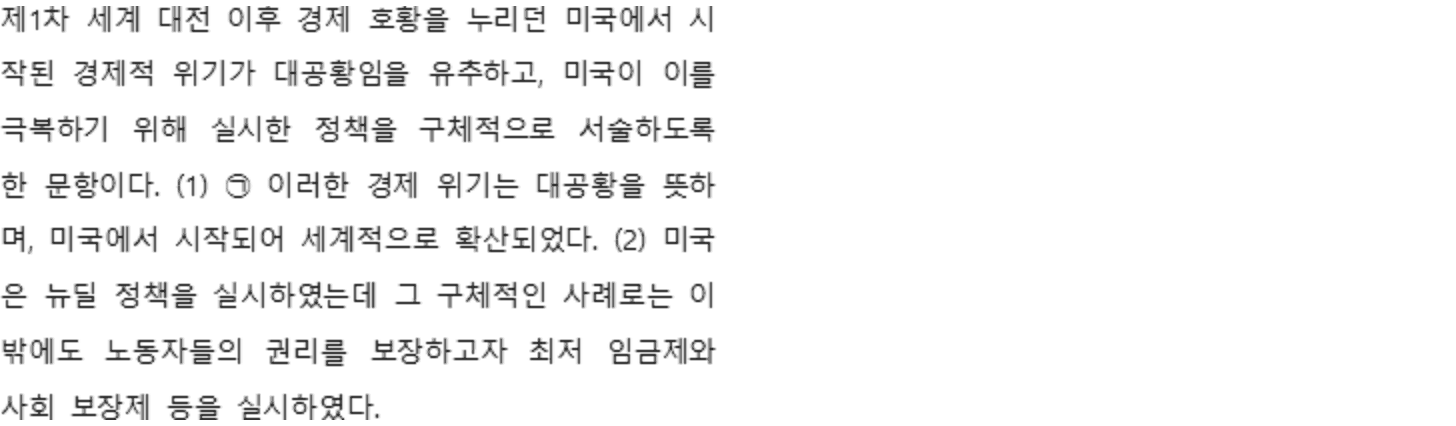 제1차 세계 대전 이후 경제 호황을 누리던 미국에서 시
작된 경제적 위기가 대공황임을 유추하고, 미국이 이를
극복하기 위해 실시한 정책을 구체적으로 서술하도록
한 문항이다. (1) ㉠ 이러한 경제 위기는 대공황을 뜻하
며, 미국에서 시작되어 세계적으로 확산되었다. (2) 미국
은 뉴딜 정책을 실시하였는데 그 구체적인 사례로는 이
밖에도 노동자들의 권리를 보장하고자 최저 임금제와
사회 보장제 등을 실시하였다.